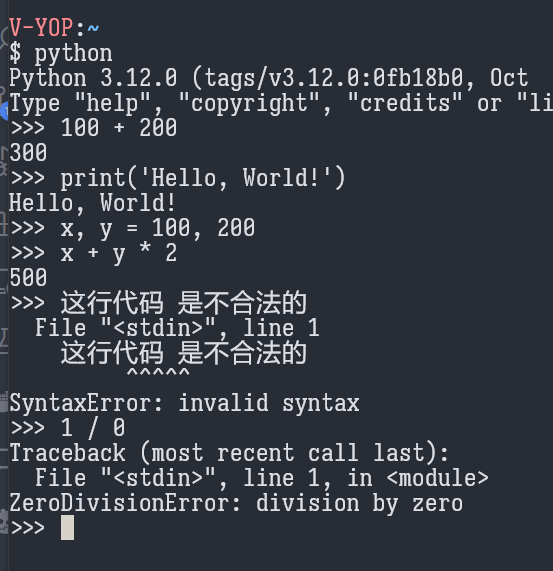 V-YOP:~
$ python
Python 3.12.0 (tags/v3.12.0:0fb18b0, Oct
Type "help", "copyright", "credits" or "li
>>> 100 + 200
300
>>> print('Hello, World!')
Hello, World!
>>> x, y = 100, 200
>>> x + y * 2
500
>>> 这行代码 是不合法的
  File "<stdin>", line 1
    这行代码 是不合法的
         ^^^^^
SyntaxError: invalid syntax
>>> 1 / 0
Traceback (most recent call last):
  File "<stdin>", line 1, in <module>
ZeroDivisionError: division by zero
>>>